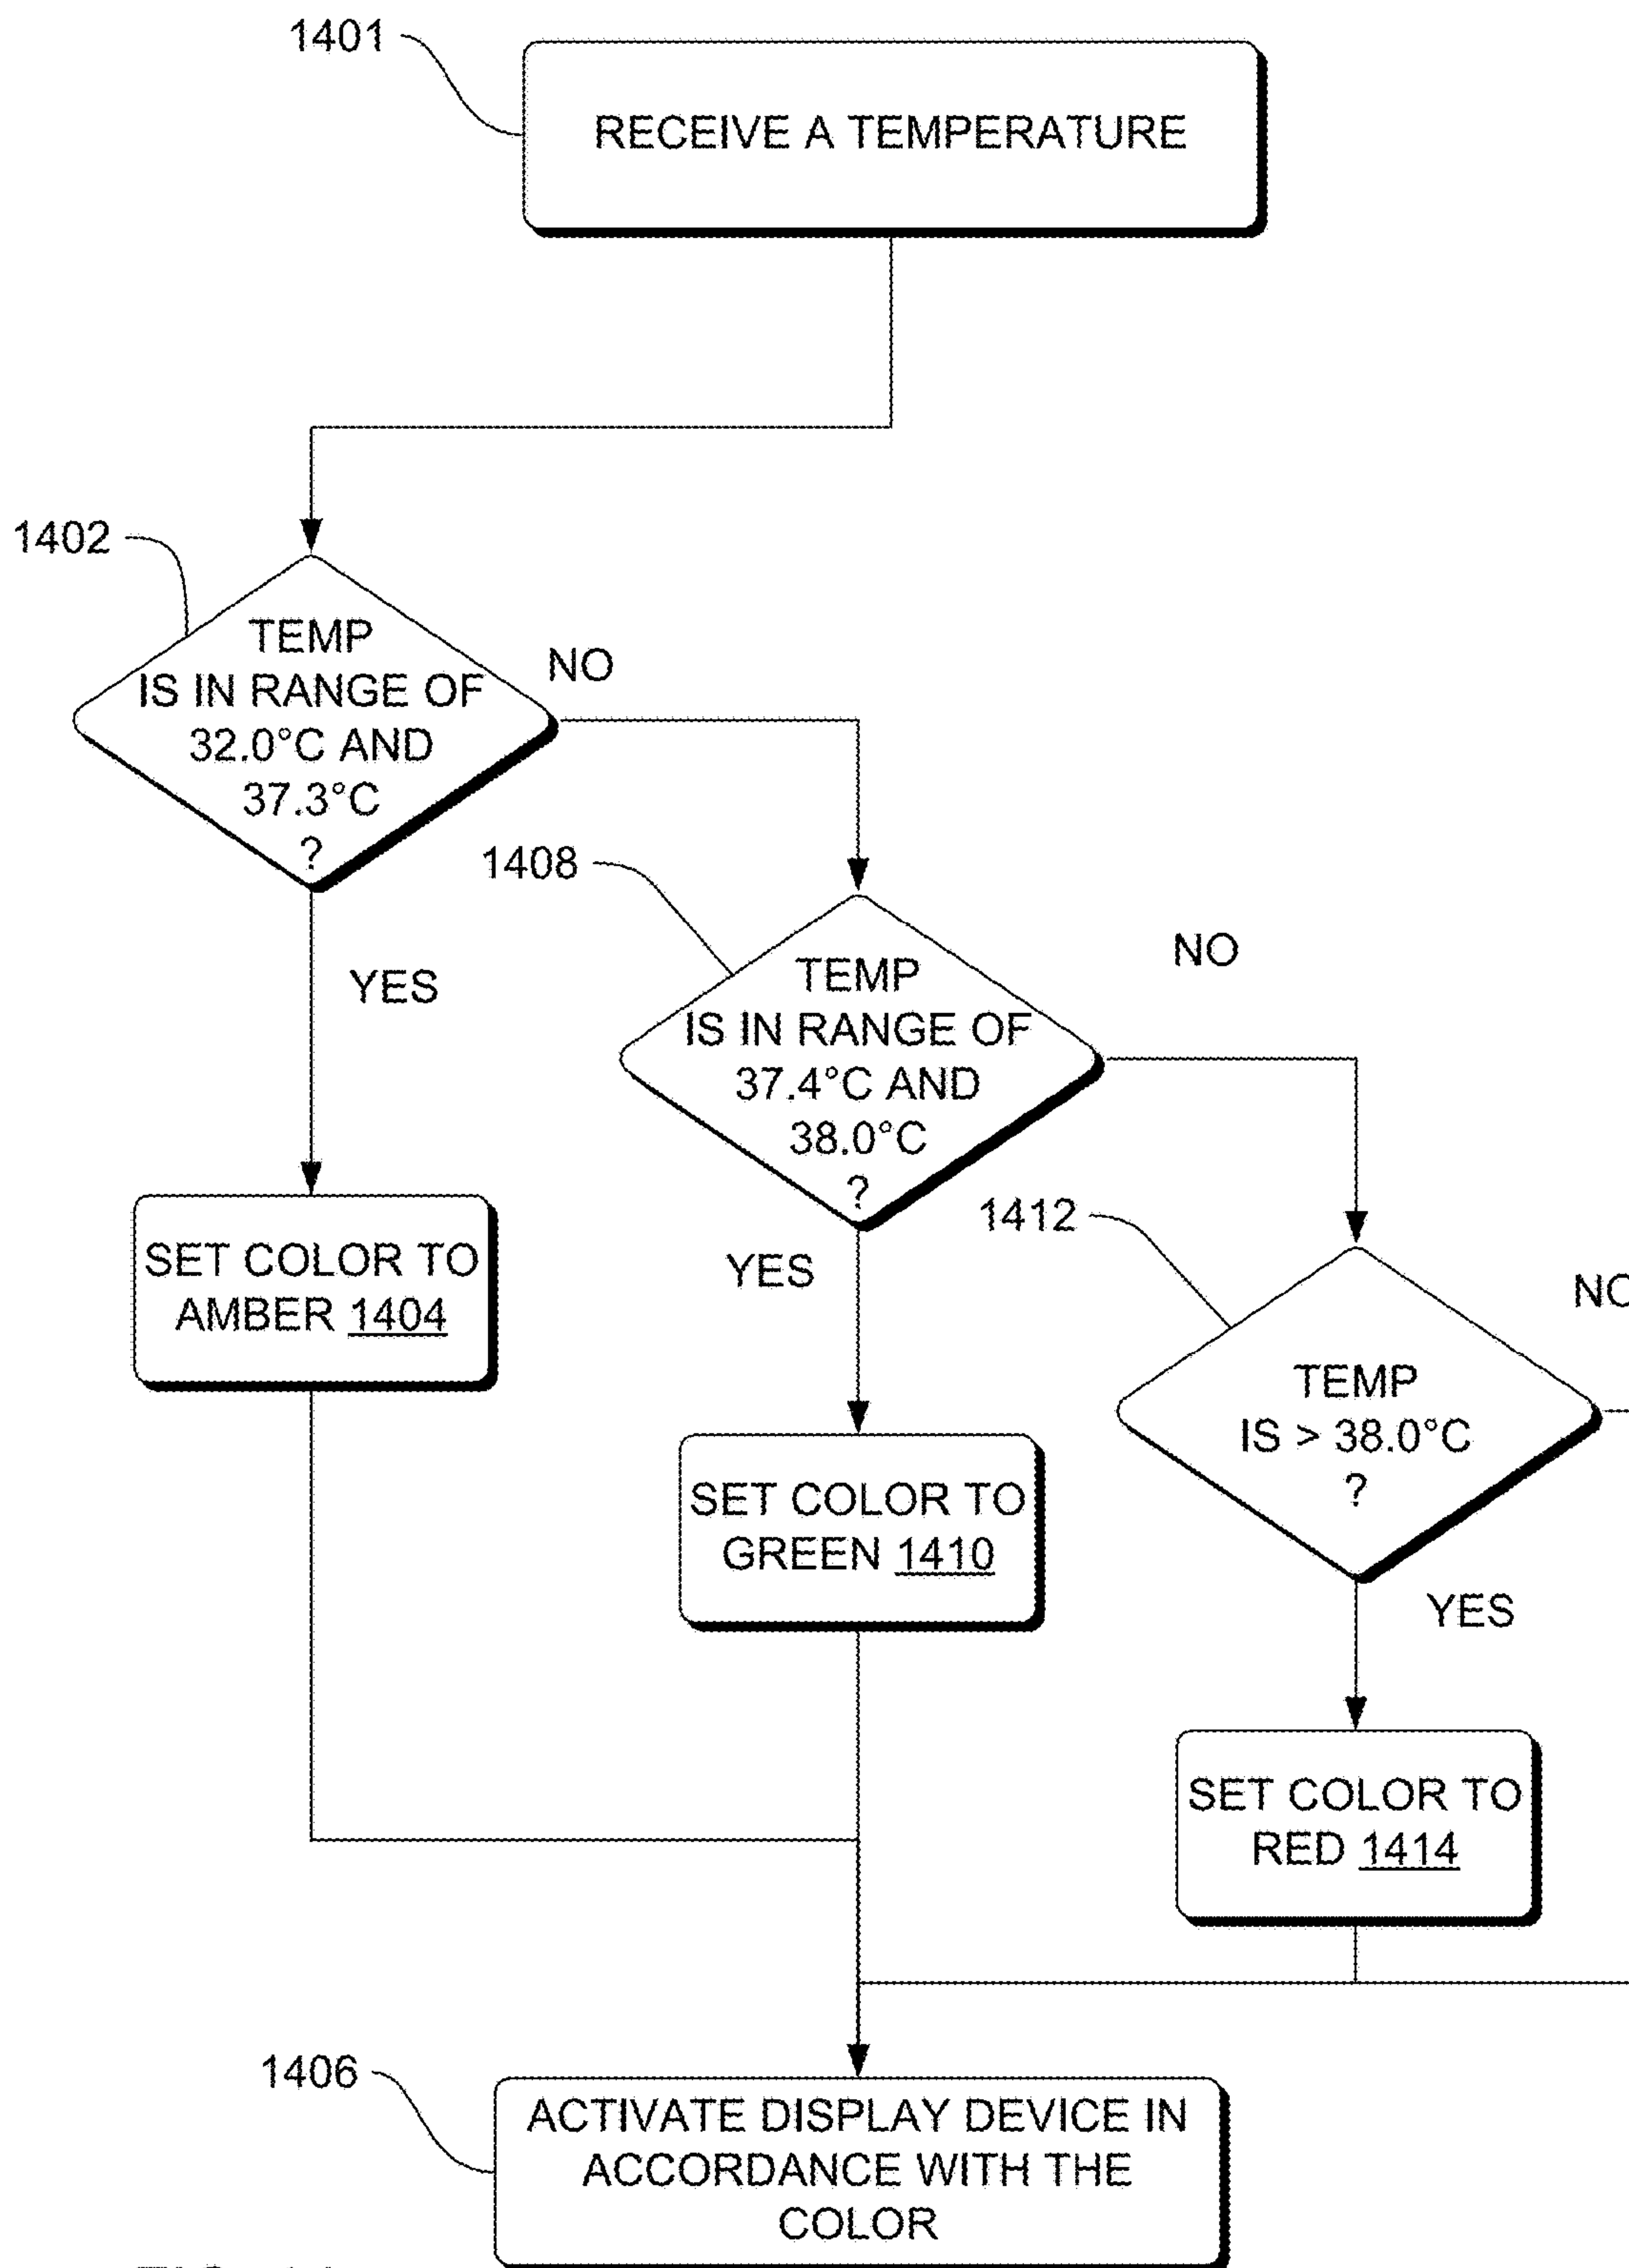 1401
RECEIVE A TEMPERATURE
1402
TEMP
IS IN RANGE OF
32.0°C AND
37.3°C
?
NO
YES
1408
TEMP
IS IN RANGE OF
37.4°C AND
38.0°C
?
NO
YES
1412
TEMP
IS > 38.0°C
?
NO
YES
SET COLOR TO
AMBER 1404
SET COLOR TO
GREEN 1410
SET COLOR TO
RED 1414
1406
ACTIVATE DISPLAY DEVICE IN
ACCORDANCE WITH THE
COLOR